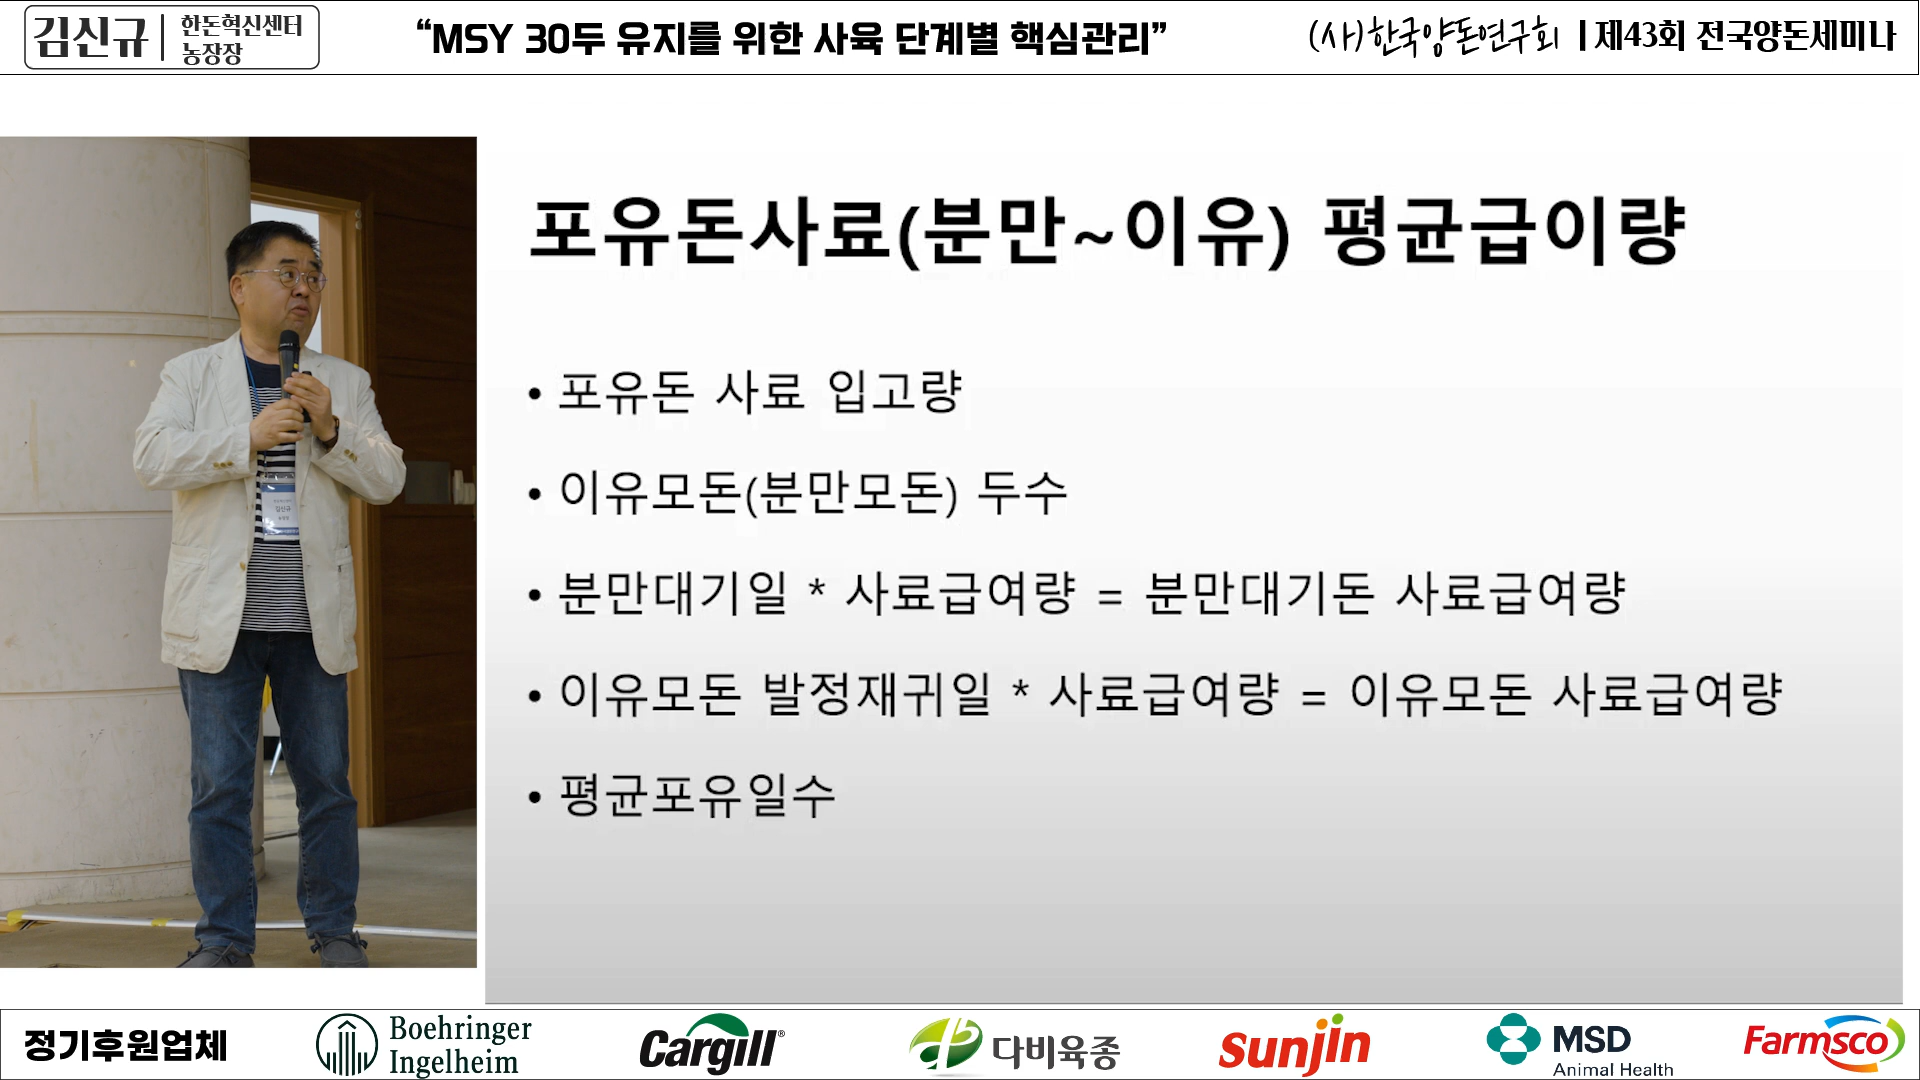 김신규 | 한돈혁신센터 농장장
“MSY 30두 유지를 위한 사육 단계별 핵심관리”
(사)한국양돈연구회 | 제43회 전국양돈세미나
포유돈사료(분만~이유) 평균급이량
• 포유돈 사료 입고량
• 이유모돈(분만모돈) 두수
• 분만대기일 * 사료급여량 = 분만대기돈 사료급여량
• 이유모돈 발정재귀일 * 사료급여량 = 이유모돈 사료급여량
• 평균포유일수
김신규
정기후원업체
Boehringer
Ingelheim
Cargill®
다비육종
Sunjin
MSD
Animal Health
Farmsco